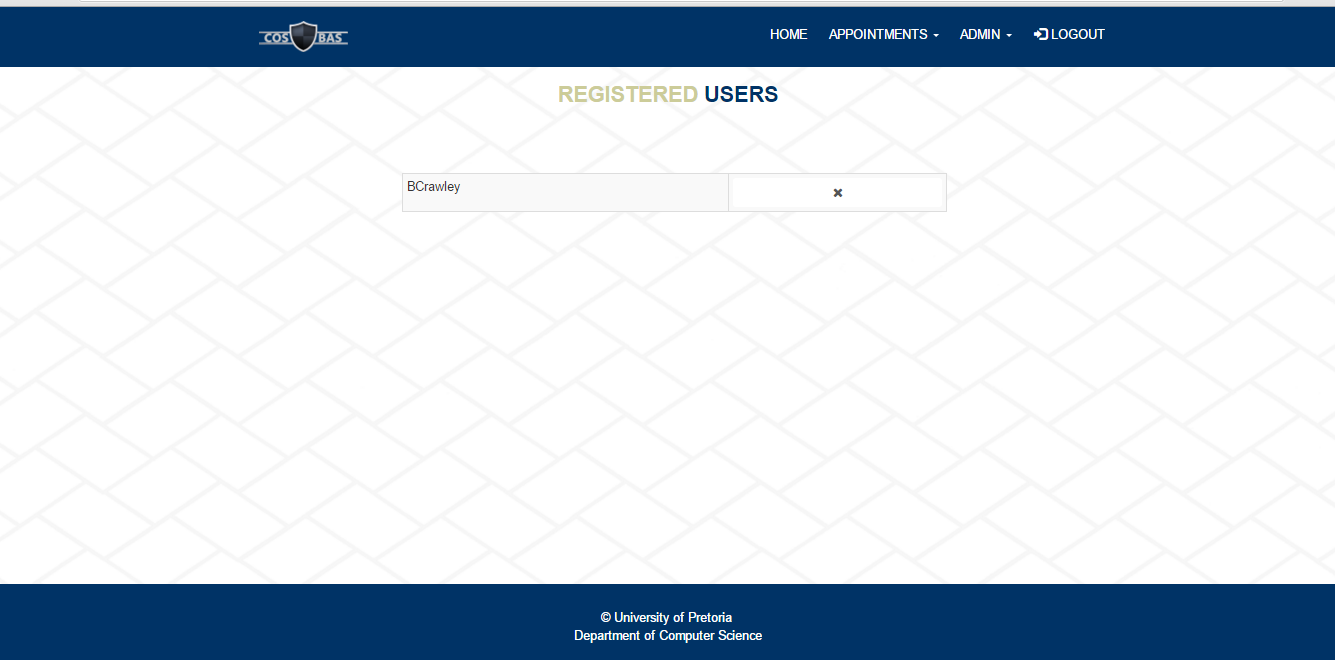 COS BAS HOME APPOINTMENTS ADMIN LOGOUT
REGISTERED USERS
BCrawley
© University of Pretoria
Department of Computer Science